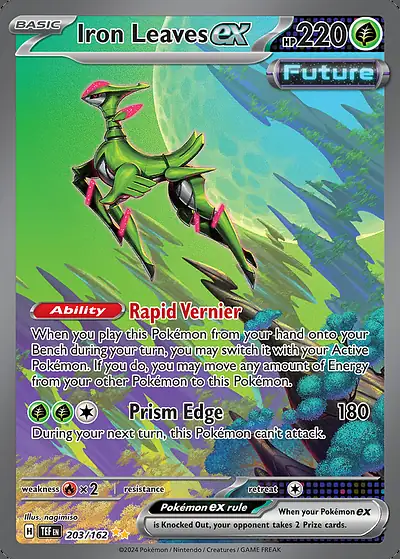 BASIC
Iron Leaves ex
HP 220
Future
Ability Rapid Vernier
When you play this Pokémon from your hand onto your
Bench during your turn, you may switch it with your Active
Pokémon. If you do, you may move any amount of Energy
from your other Pokémon to this Pokémon.
Prism Edge 180
During your next turn, this Pokémon can't attack.
weakness ×2 resistance retreat
Illus. nagimiso
Pokémon ex rule
When your Pokémon ex
is Knocked Out, your opponent takes 2 Prize cards.
H TEF EN 203/162
©2024 Pokémon / Nintendo / Creatures / GAME FREAK